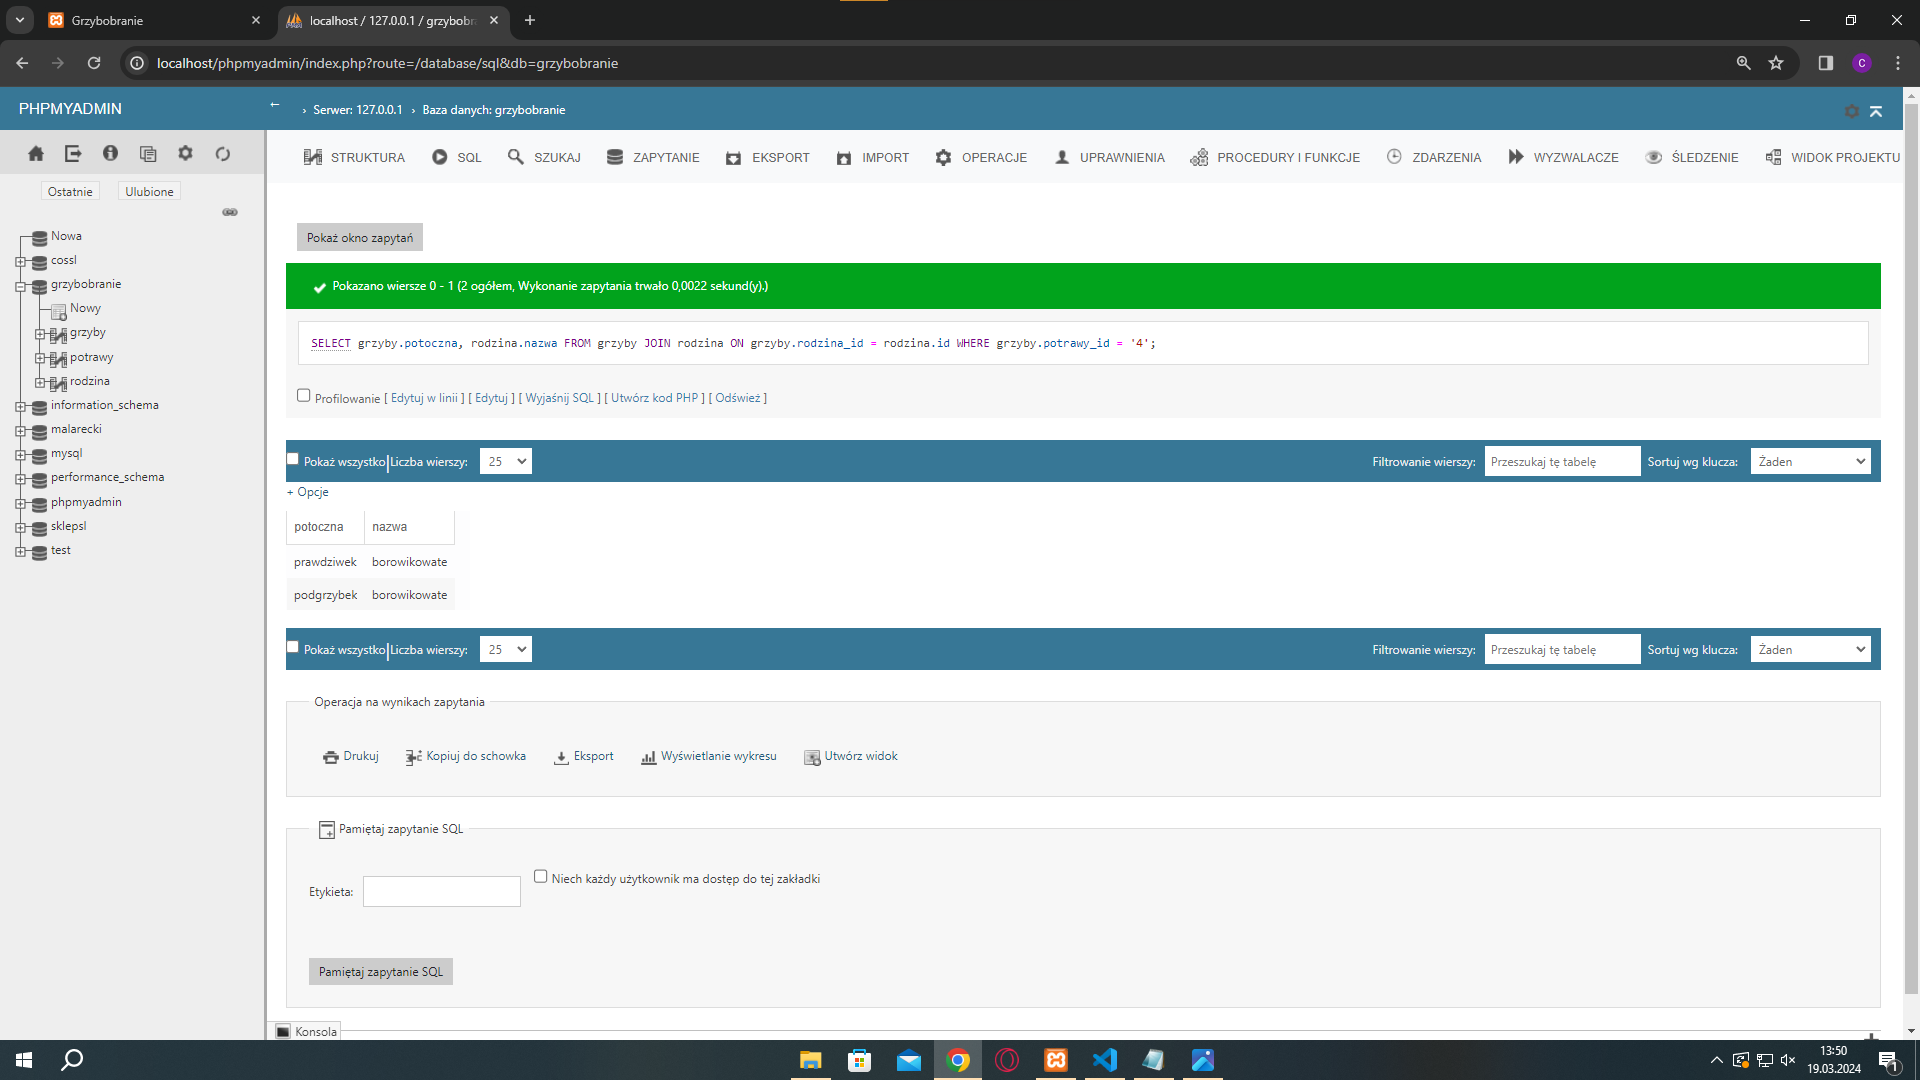 Grzybobranie
localhost / 127.0.0.1 / grzybobra
localhost/phpmyadmin/index.php?route=/database/sql&db=grzybobranie
C
PHPMYADMIN
Serwer: 127.0.0.1 › Baza danych: grzybobranie
STRUKTURA SQL SZUKAJ ZAPYTANIE EKSPORT IMPORT OPERACJE UPRAWNIENIA PROCEDURY I FUNKCJE ZDARZENIA WYZWALACZE ŚLEDZENIE WIDOK PROJEKTU
Ostatnie Ulubione
Nowa
cossl
grzybobranie
Nowy
grzyby
potrawy
rodzina
information_schema
malarecki
mysql
performance_schema
phpmyadmin
sklepsl
test
Pokaż okno zapytań
Pokazano wiersze 0 - 1 (2 ogółem, Wykonanie zapytania trwało 0,0022 sekund(y).)
SELECT grzyby.potoczna, rodzina.nazwa FROM grzyby JOIN rodzina ON grzyby.rodzina_id = rodzina.id WHERE grzyby.potrawy_id = '4';
Profilowanie [ Edytuj w linii ] [ Edytuj ] [ Wyjaśnij SQL ] [ Utwórz kod PHP ] [ Odśwież ]
Pokaż wszystko Liczba wierszy: 25 Filtrowanie wierszy: Przeszukaj tę tabelę Sortuj wg klucza: Żaden
+ Opcje
potoczna nazwa
prawdziwek borowikowate
podgrzybek borowikowate
Pokaż wszystko Liczba wierszy: 25 Filtrowanie wierszy: Przeszukaj tę tabelę Sortuj wg klucza: Żaden
Operacja na wynikach zapytania
Drukuj Kopiuj do schowka Eksport Wyświetlanie wykresu Utwórz widok
Pamiętaj zapytanie SQL
Etykieta: Niech każdy użytkownik ma dostęp do tej zakładki
Pamiętaj zapytanie SQL
Konsola
13:50
19.03.2024
1